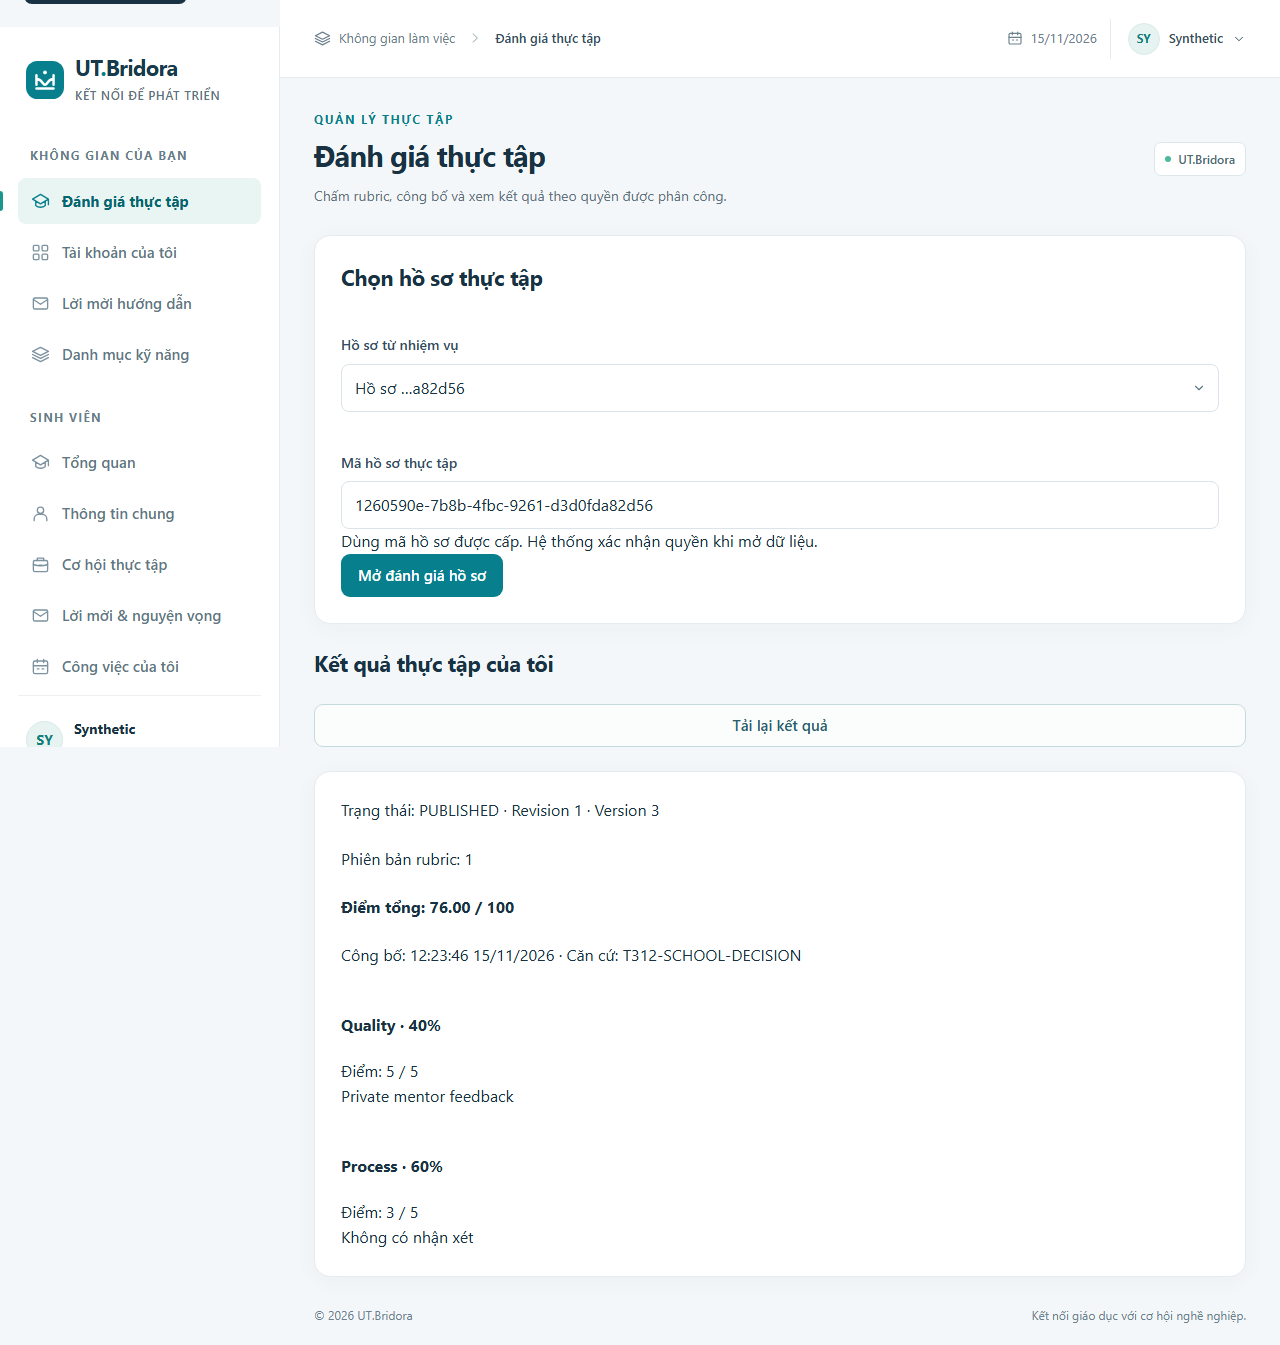 UT.Bridora
KẾT NỐI ĐỂ PHÁT TRIỂN
KHÔNG GIAN CỦA BẠN
Đánh giá thực tập
Tài khoản của tôi
Lời mời hướng dẫn
Danh mục kỹ năng
SINH VIÊN
Tổng quan
Thông tin chung
Cơ hội thực tập
Lời mời & nguyện vọng
Công việc của tôi
SY Synthetic
Không gian làm việc
Đánh giá thực tập
15/11/2026
SY Synthetic
QUẢN LÝ THỰC TẬP
Đánh giá thực tập
UT.Bridora
Chấm rubric, công bố và xem kết quả theo quyền được phân công.
Chọn hồ sơ thực tập
Hồ sơ từ nhiệm vụ
Hồ sơ ...a82d56
Mã hồ sơ thực tập
1260590e-7b8b-4fbc-9261-d3d0fda82d56
Dùng mã hồ sơ được cấp. Hệ thống xác nhận quyền khi mở dữ liệu.
Mở đánh giá hồ sơ
Kết quả thực tập của tôi
Tải lại kết quả
Trạng thái: PUBLISHED · Revision 1 · Version 3
Phiên bản rubric: 1
Điểm tổng: 76.00 / 100
Công bố: 12:23:46 15/11/2026 · Căn cứ: T312-SCHOOL-DECISION
Quality · 40%
Điểm: 5 / 5
Private mentor feedback
Process · 60%
Điểm: 3 / 5
Không có nhận xét
© 2026 UT.Bridora
Kết nối giáo dục với cơ hội nghề nghiệp.